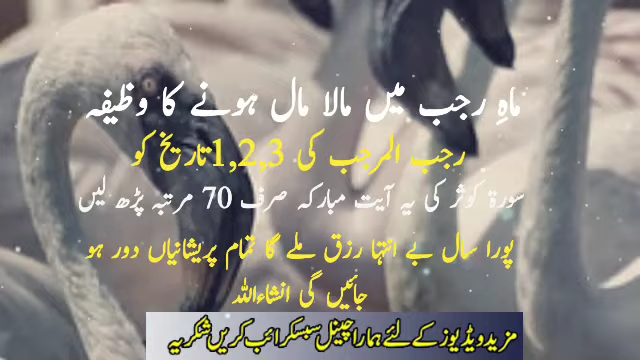 ماہِ رجب میں مالا مال ہونے کا وظیفہ
رجب المرجب کی 1,2,3تاریخ کو
سورۃ کوثر کی یہ آیت مبارکہ صرف 70 مرتبہ پڑھ لیں
پورا سال بے انتہا رزق ملے گا تمام پریشانیاں دور ہو
جائیں گی انشاءاللہ
مزید ویڈیوز کے لئے ہمارا چینل سبسکرائب کریں شکریہ